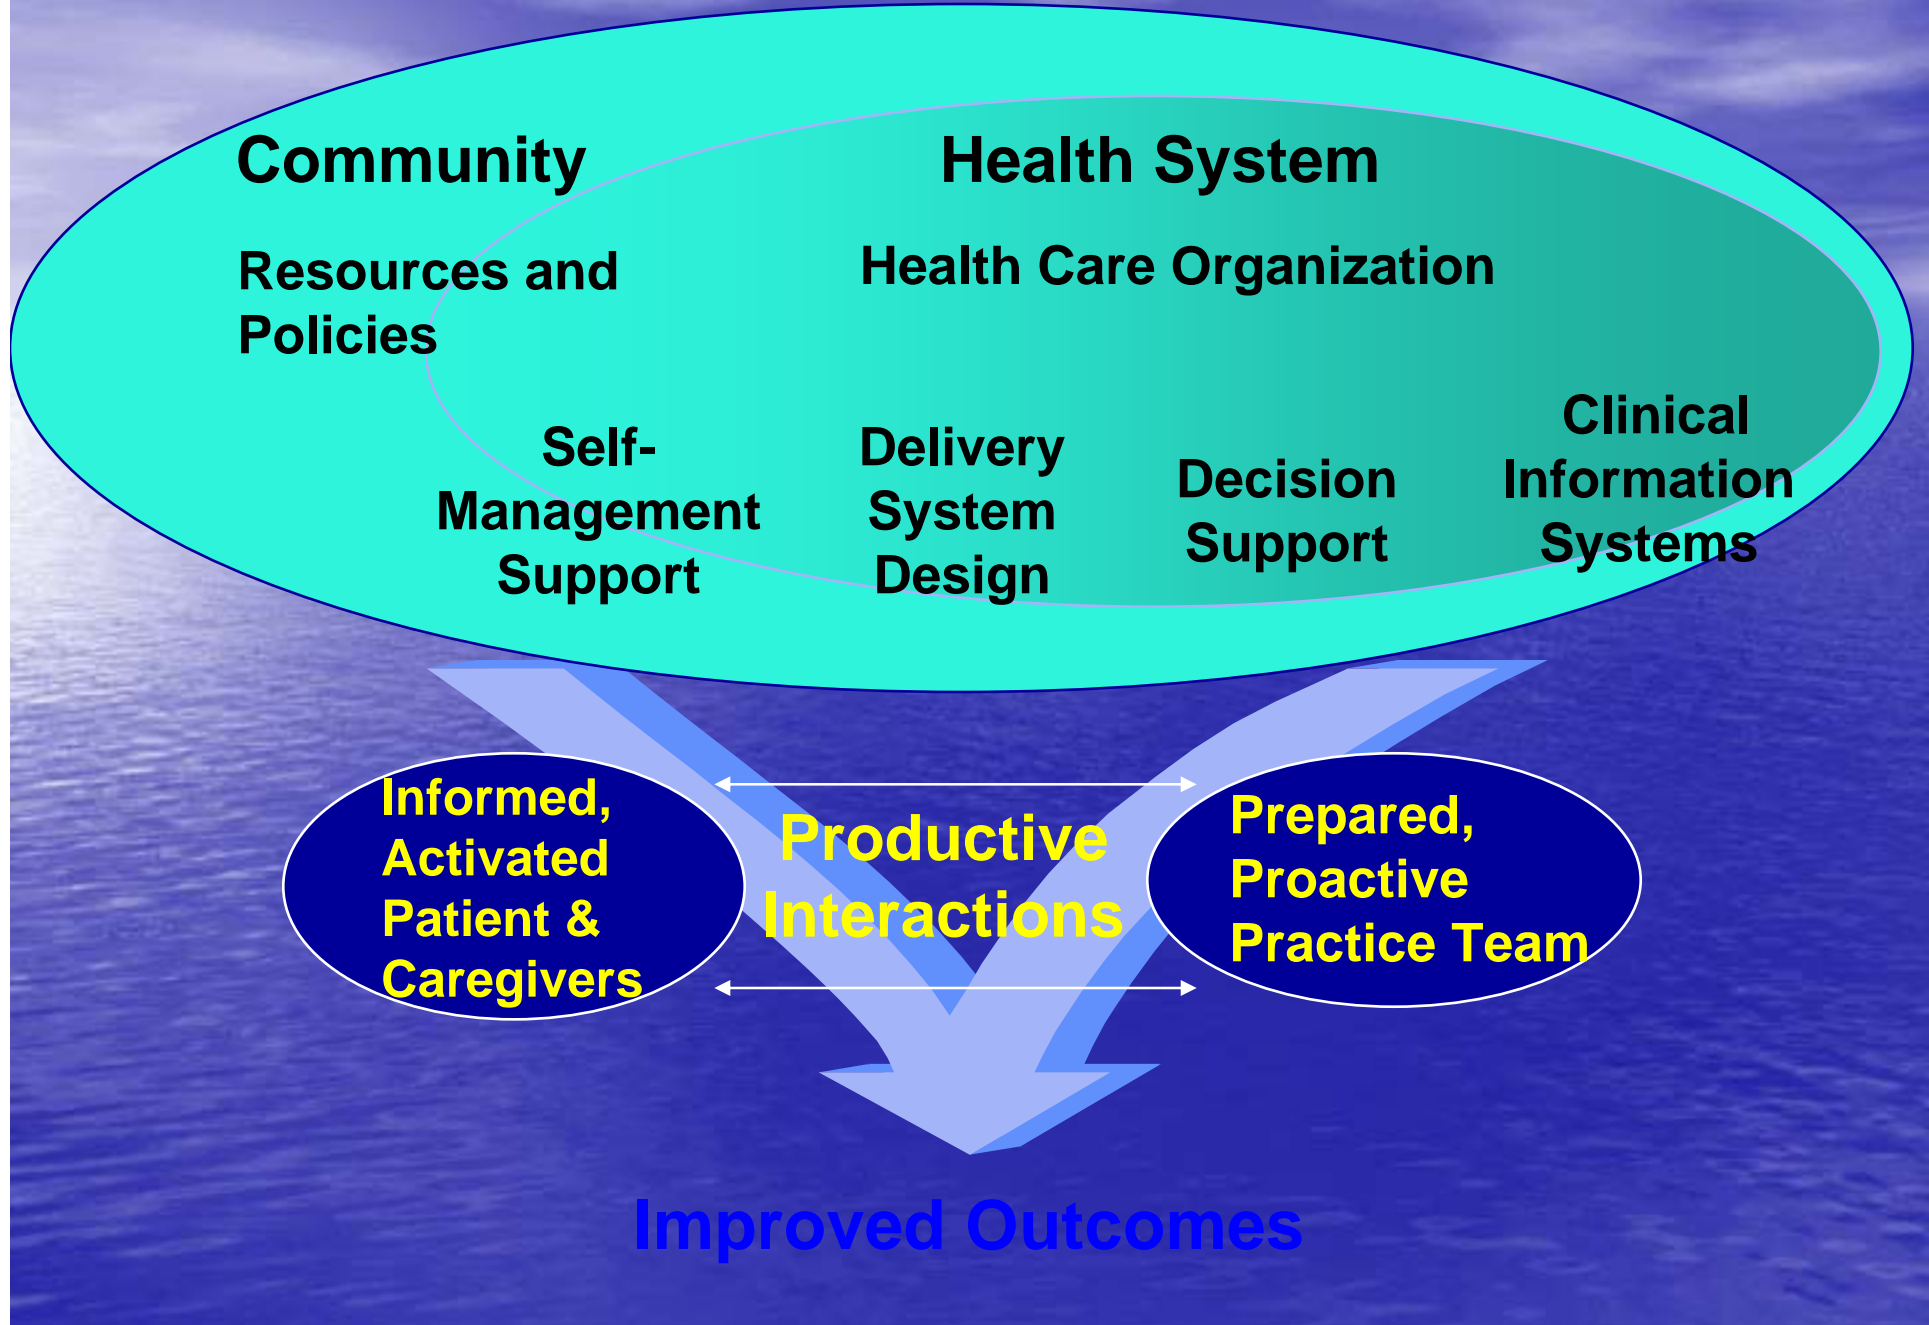 Community
Health System
Resources and
Policies
Health Care Organization
Self-
Management
Support
Delivery
System
Design
Decision
Support
Clinical
Information
Systems
Informed,
Activated
Patient &
Caregivers
Productive
Interactions
Prepared,
Proactive
Practice Team
Improved Outcomes